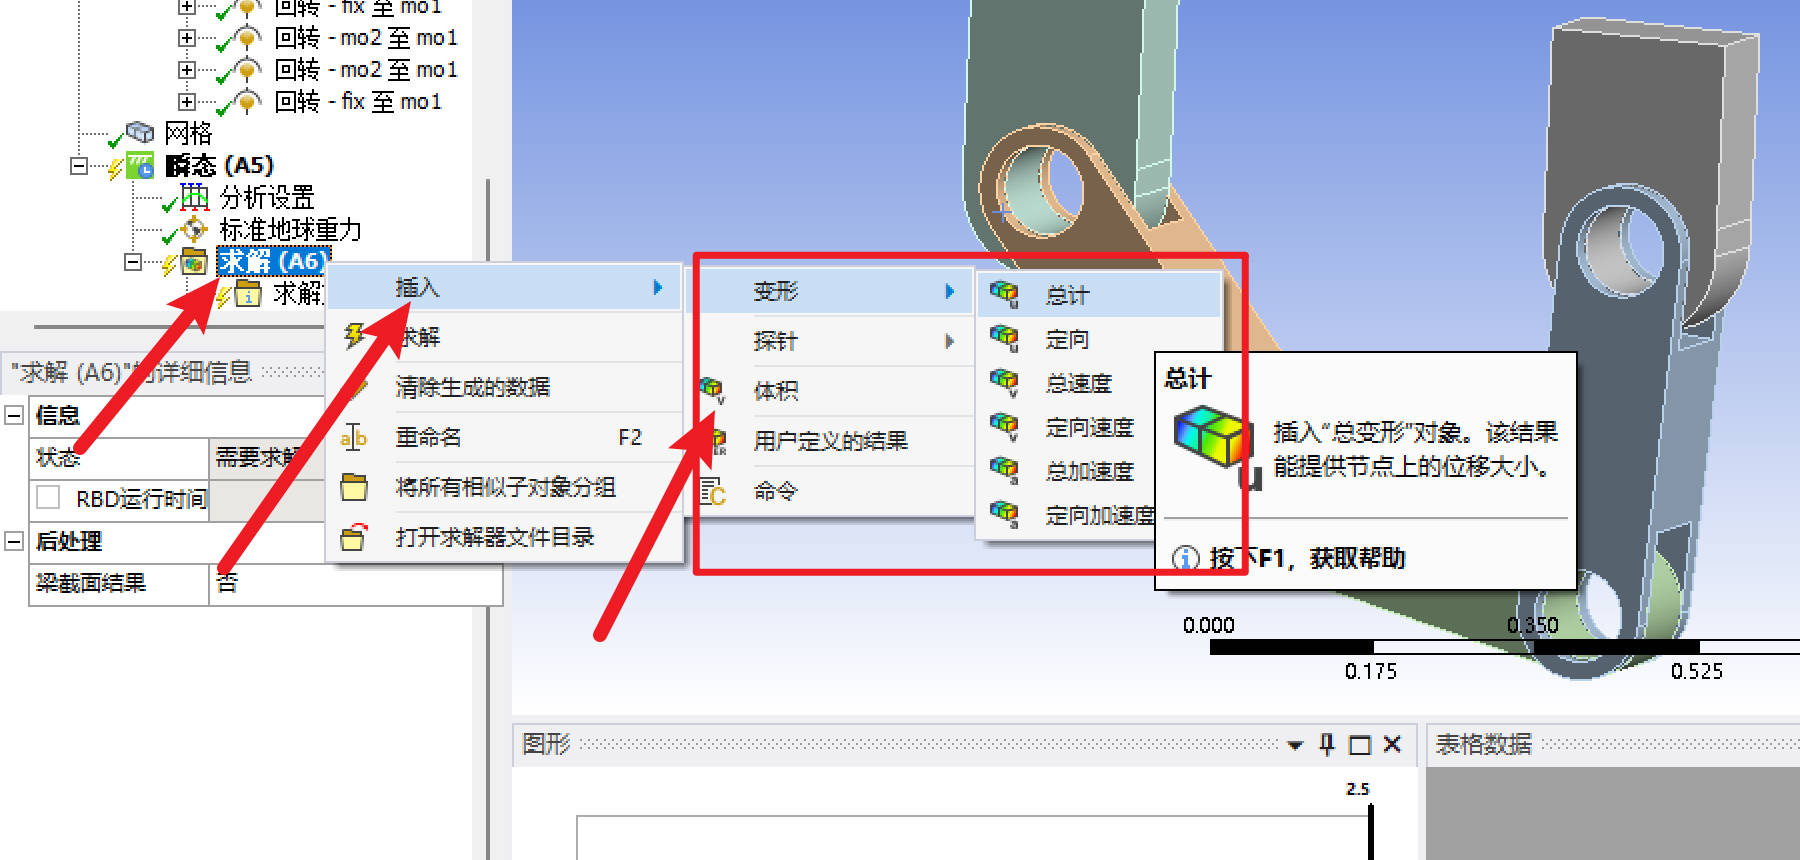 回转 - fix 至 mo1
回转 - mo2 至 mo1
回转 - mo2 至 mo1
回转 - fix 至 mo1
网格
瞬态 (A5)
分析设置
标准地球重力
求解 (A6)
求解
插入
求解
清除生成的数据
重命名 F2
将所有相似子对象分组
打开求解器文件目录
变形
探针
体积
用户定义的结果
命令
总计
定向
总速度
定向速度
总加速度
定向加速度
总计
插入“总变形”对象。该结果
能提供节点上的位移大小。
按下F1，获取帮助
"求解 (A6)"的详细信息
信息
状态 需要求解
RBD运行时间
后处理
梁截面结果 否
0.000 0.350
0.175 0.525
图形
表格数据
2.5